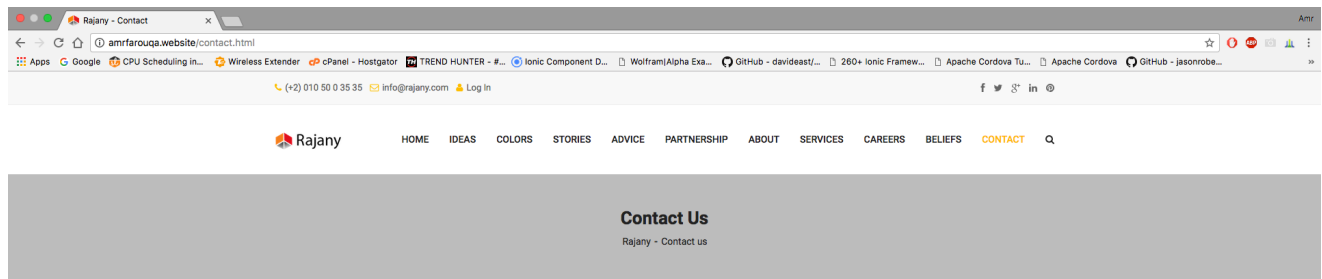 Rajany - Contact
Amr
amrfarouqa.website/contact.html
Apps Google CPU Scheduling in... Wireless Extender cPanel - Hostgator TREND HUNTER - #... Ionic Component D... Wolfram|Alpha Exa... GitHub - davideast/... 260+ Ionic Framew... Apache Cordova Tu... Apache Cordova GitHub - jasonrobe...
(+2) 010 50 0 35 35 info@rajany.com Log In
Rajany HOME IDEAS COLORS STORIES ADVICE PARTNERSHIP ABOUT SERVICES CAREERS BELIEFS CONTACT
Contact Us
Rajany - Contact us